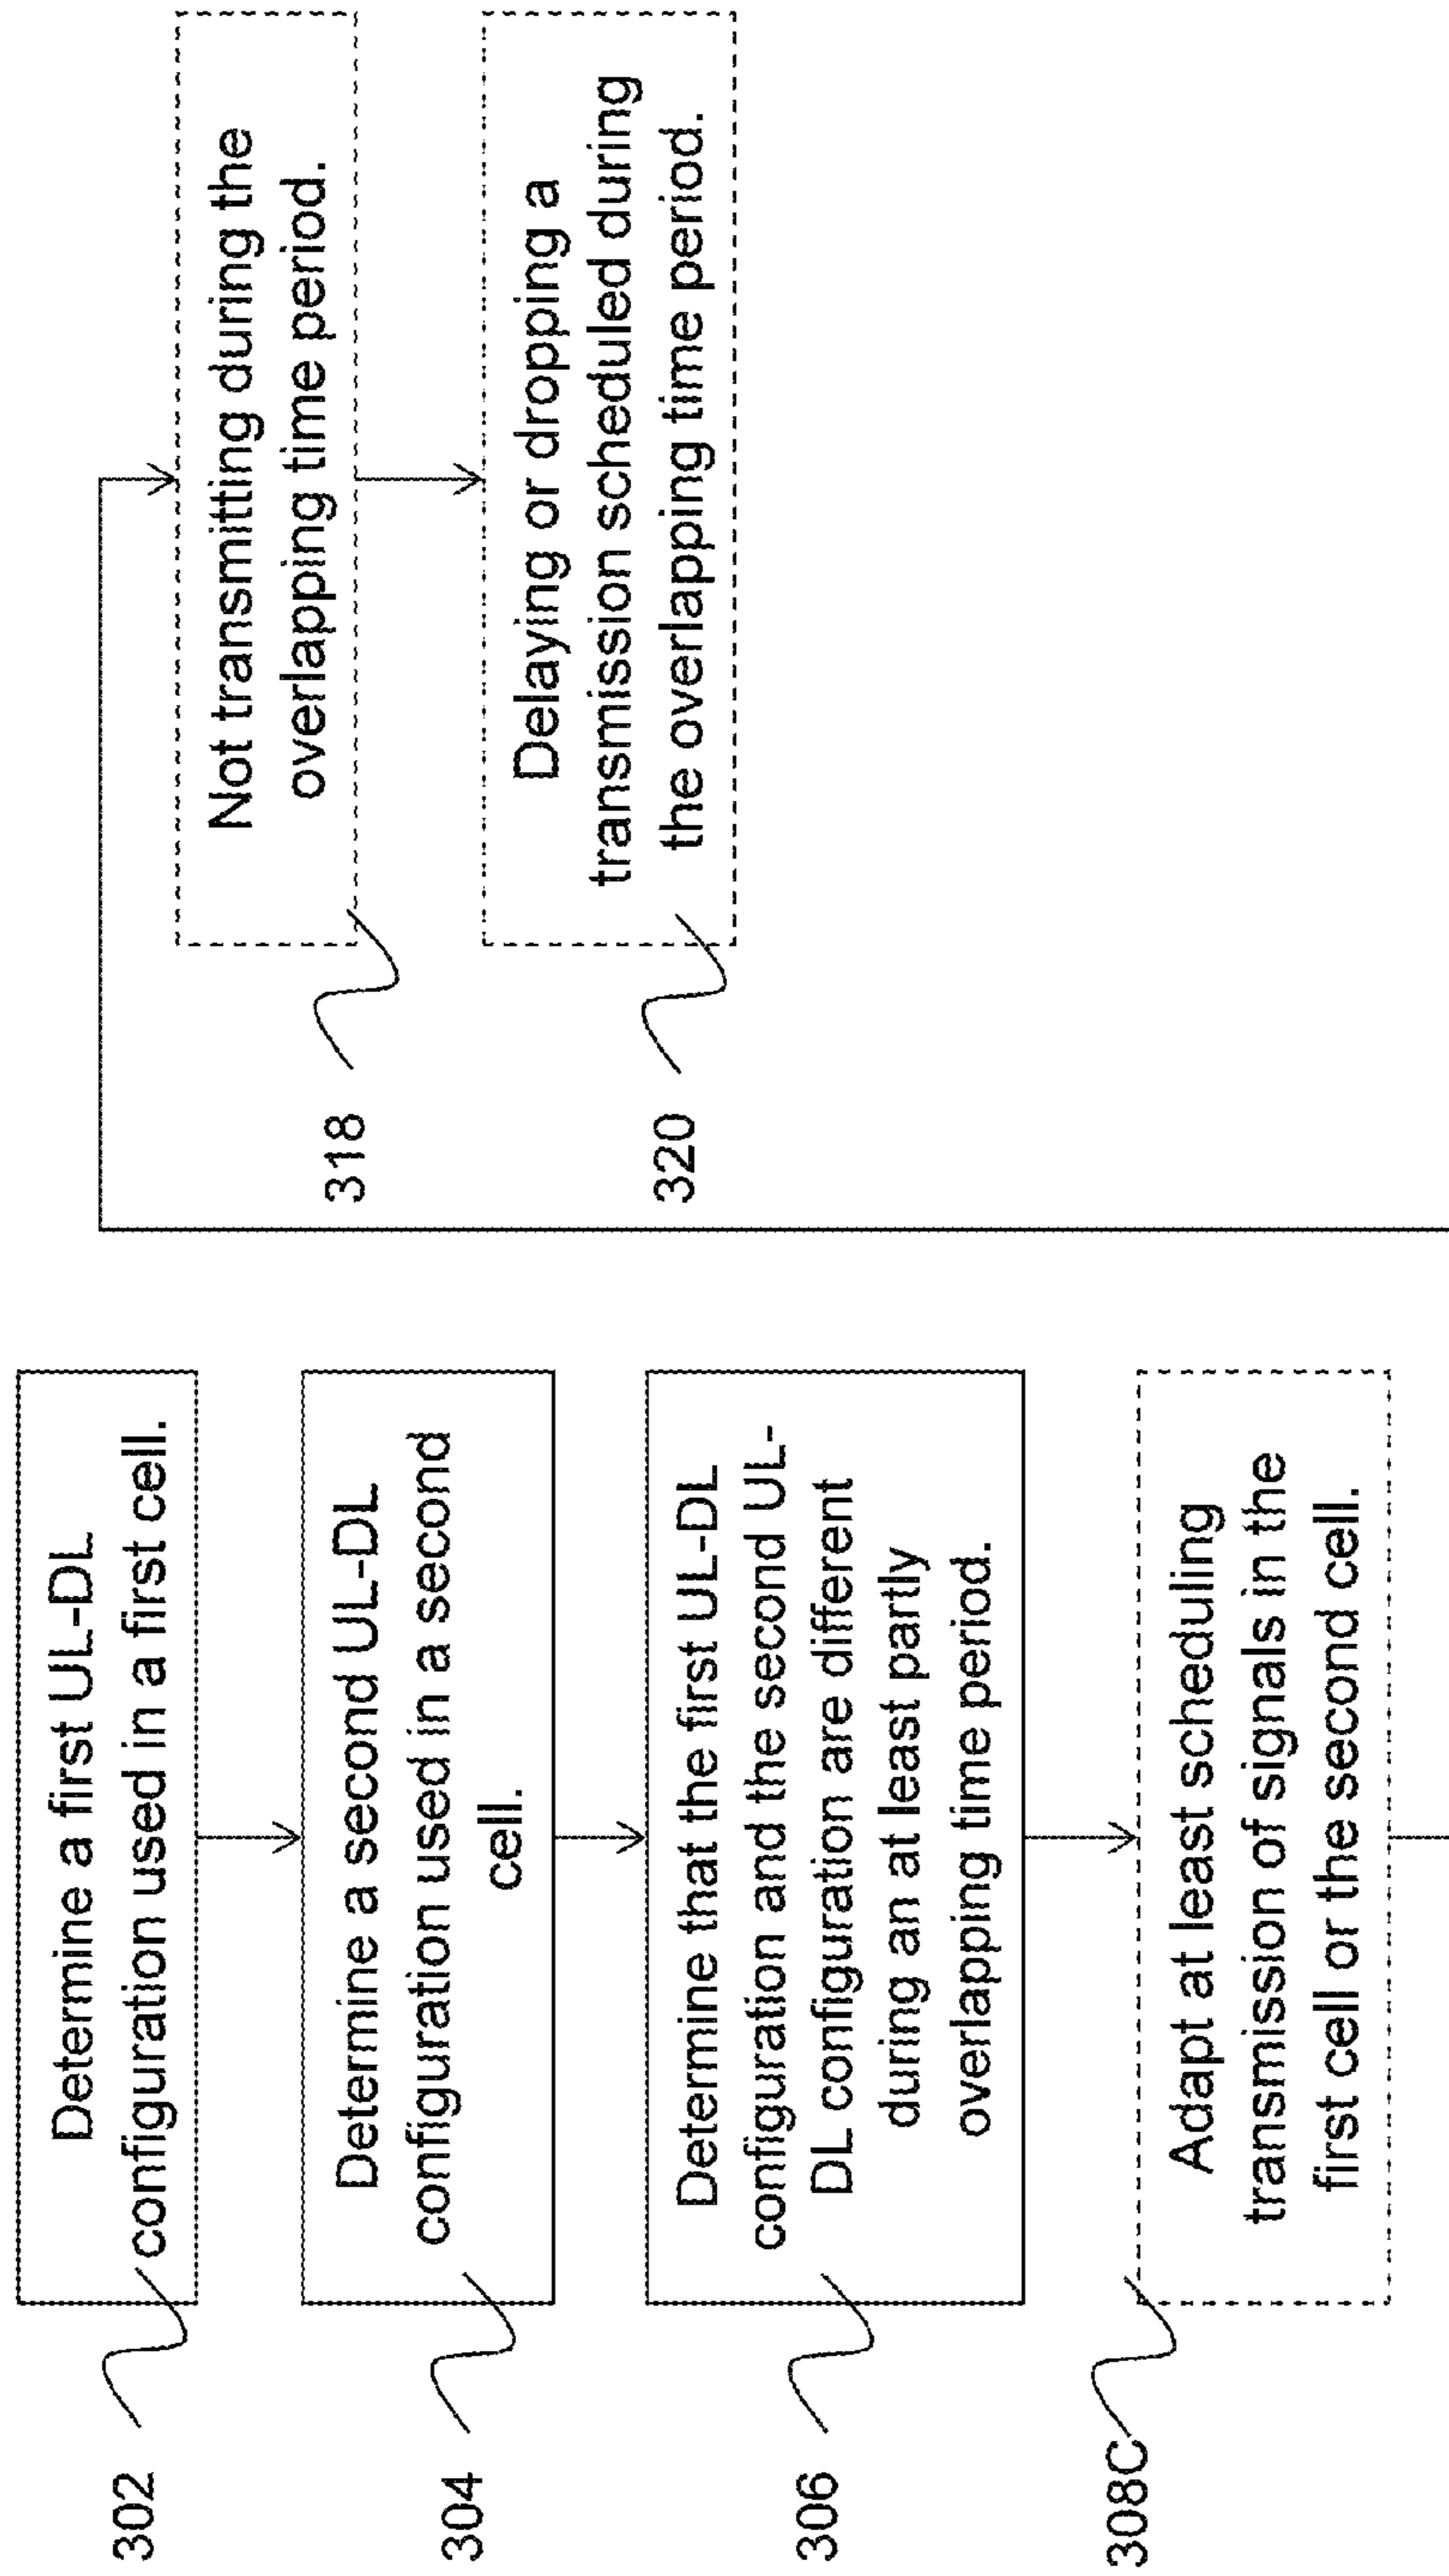 302
Determine a first UL-DL
configuration used in a first cell.
304
Determine a second UL-DL
configuration used in a second
cell.
306
Determine that the first UL-DL
configuration and the second UL-
DL configuration are different
during an at least partly
overlapping time period.
308C
Adapt at least scheduling
transmission of signals in the
first cell or the second cell.
318
Not transmitting during the
overlapping time period.
320
Delaying or dropping a
transmission scheduled during
the overlapping time period.